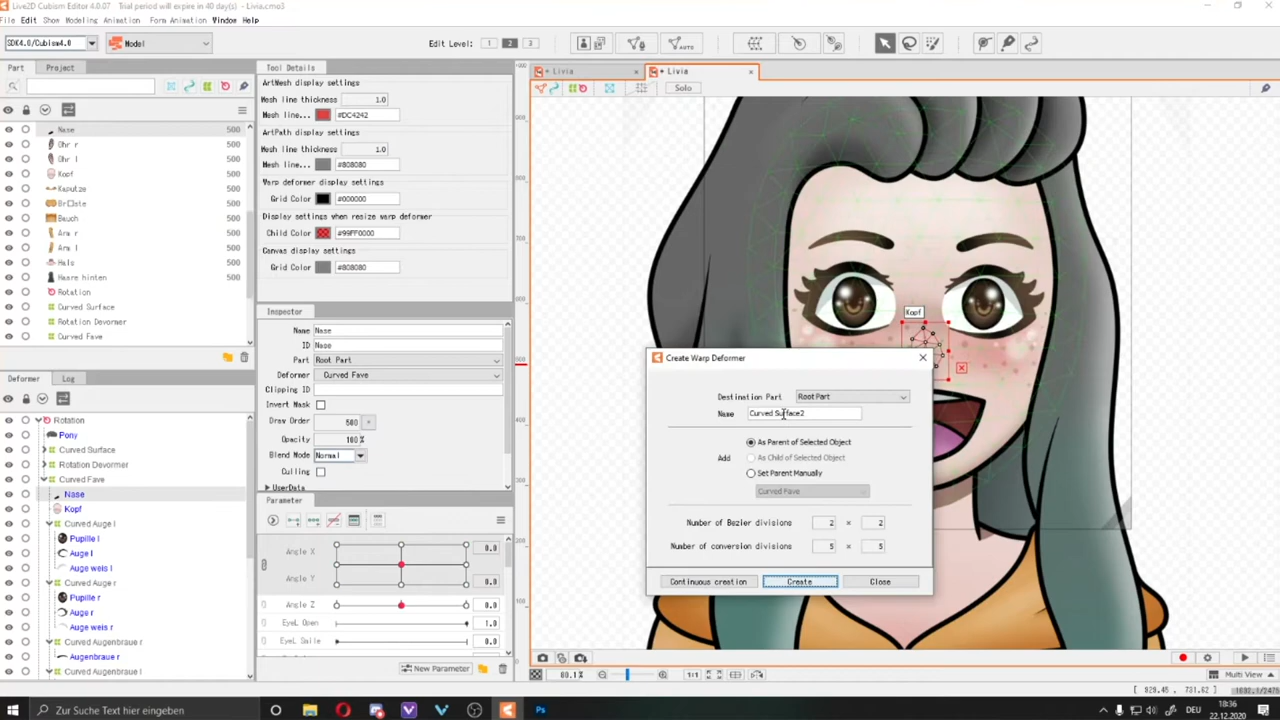 Live2D Cubism Editor 4.0.07    Trial period will expire in 40 day(s) - Livia.cmo3
File Edit Show Modeling Animation Form Animation Window Help
SDK4.0/Cubism4.0 Model Edit Level: 1 2 3 AUTO
Part Project
Nase 500
Ohr r 500
Ohr l 500
Kopf 500
Kaputze 500
500
Bauch 500
Arm r 500
Arm l 500
Hals 500
Haare hinten 500
Rotation
Curved Surface
Rotation Devormer
Curved Fave
Deformer Log
Rotation
Pony
Curved Surface
Rotation Devormer
Curved Fave
Nase
Kopf
Curved Auge l
Pupille l
Auge l
Auge weis l
Curved Auge r
Pupille r
Auge r
Auge weis r
Curved Augenbraue r
Augenbraue r
Curved Augenbraue l
Tool Details
ArtMesh display settings
Mesh line thickness 1.0
Mesh line... #DC4242
ArtPath display settings
Mesh line thickness 1.0
Mesh line... #808080
Warp deformer display settings
Grid Color #000000
Display settings when resize warp deformer
Child Color #99FF0000
Canvas display settings
Grid Color #808080
Inspector
Name Nase
ID Nase
Part Root Part
Deformer Curved Fave
Clipping ID
Invert Mask
Draw Order 500
Opacity 100%
Blend Mode Normal
Culling
UserData
Parameter
Angle X 0.0
Angle Y 0.0
Angle Z 0.0
EyeL Open 1.0
EyeL Smile 0.0
New Parameter
+ Livia × + Livia ×
Solo
Kopf
Create Warp Deformer
Destination Part Root Part
Name Curved Surface2
As Parent of Selected Object
Add As Child of Selected Object
Set Parent Manually
Curved Fave
Number of Bezier divisions 2 × 2
Number of conversion divisions 5 × 5
Continuous creation Create Close
80.1% 1:1 Multi View
Zur Suche Text hier eingeben
Ps
DEU
18:36
22.12.2020